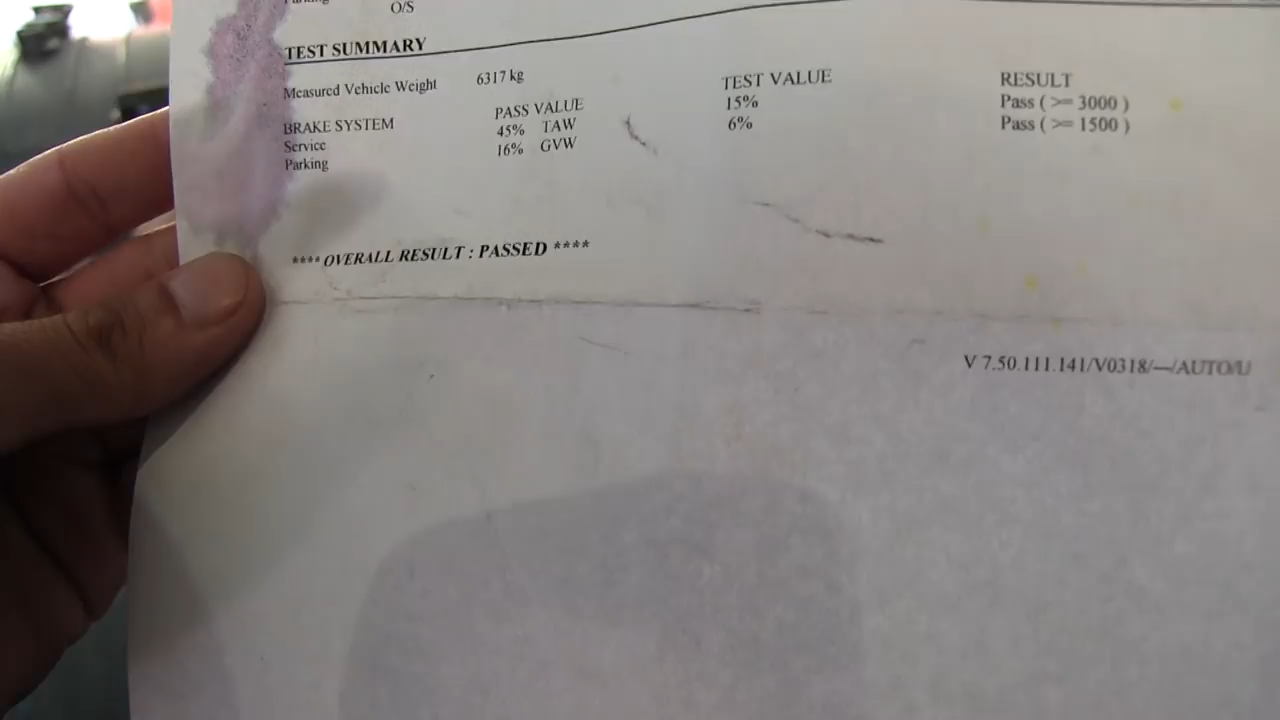 O/S
TEST SUMMARY
Measured Vehicle Weight 6317 kg
BRAKE SYSTEM PASS VALUE TEST VALUE RESULT
Service 45% TAW 15% Pass ( >= 3000 )
Parking 16% GVW 6% Pass ( >= 1500 )
**** OVERALL RESULT : PASSED ****
V 7.50.111.141/V0318/---/AUTO/U